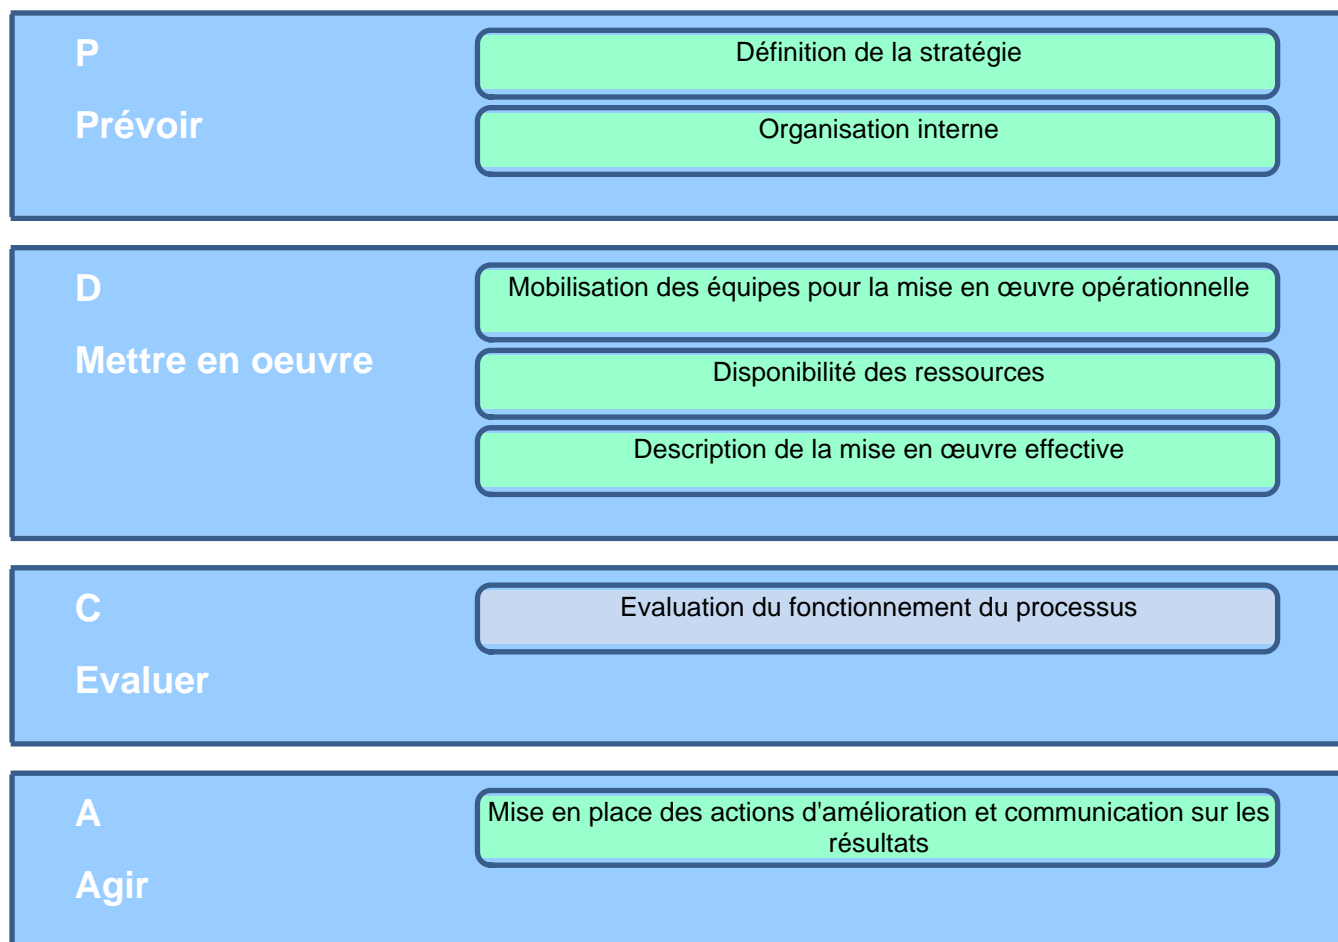 P
Prévoir
Définition de la stratégie
Organisation interne
D
Mettre en oeuvre
Mobilisation des équipes pour la mise en œuvre opérationnelle
Disponibilité des ressources
Description de la mise en œuvre effective
C
Evaluer
Evaluation du fonctionnement du processus
A
Agir
Mise en place des actions d'amélioration et communication sur les
résultats